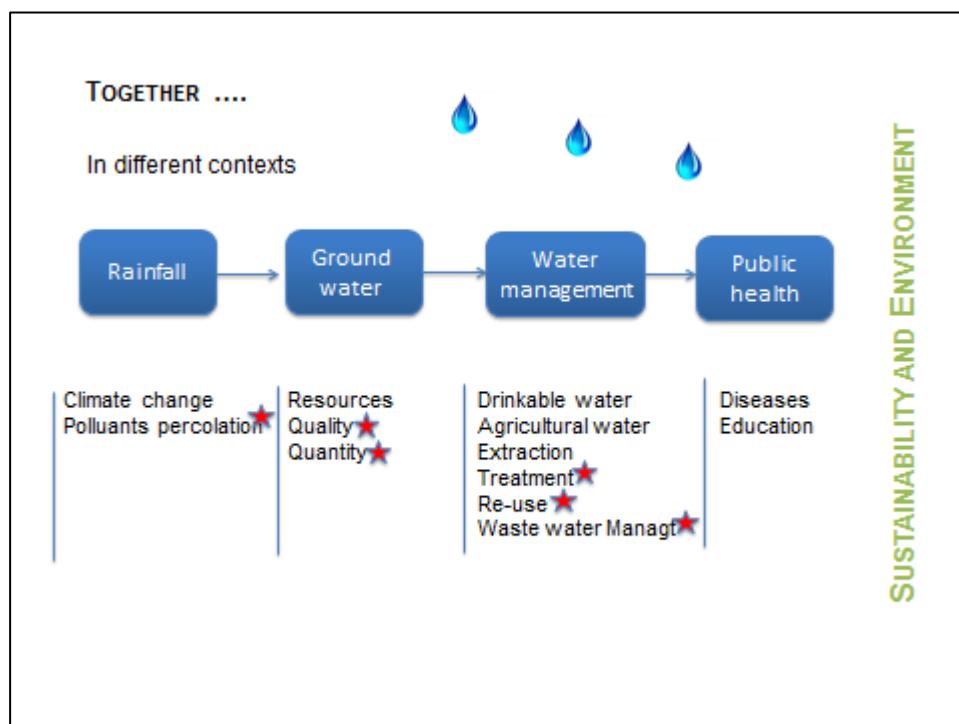 TOGETHER ....
In different contexts
Rainfall
Ground
water
Water
management
Public
health
Climate change
Polluants percolation
Resources
Quality
Quantity
Drinkable water
Agricultural water
Extraction
Treatment
Re-use
Waste water Managt
Diseases
Education
SUSTAINABILITY AND ENVIRONMENT